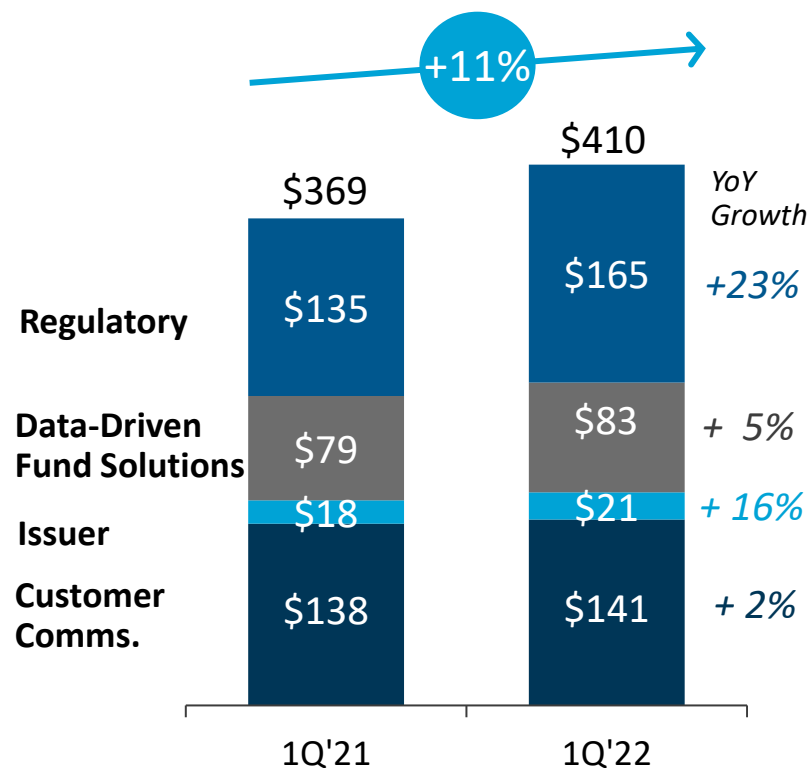 +11%
$410
$369
YoY
Growth
$135
$165
+23%
Regulatory
Data-Driven
Fund Solutions
$79
$83
+ 5%
Issuer
$18
$21
+ 16%
Customer
Comms.
$138
$141
+ 2%
1Q'21
1Q'22